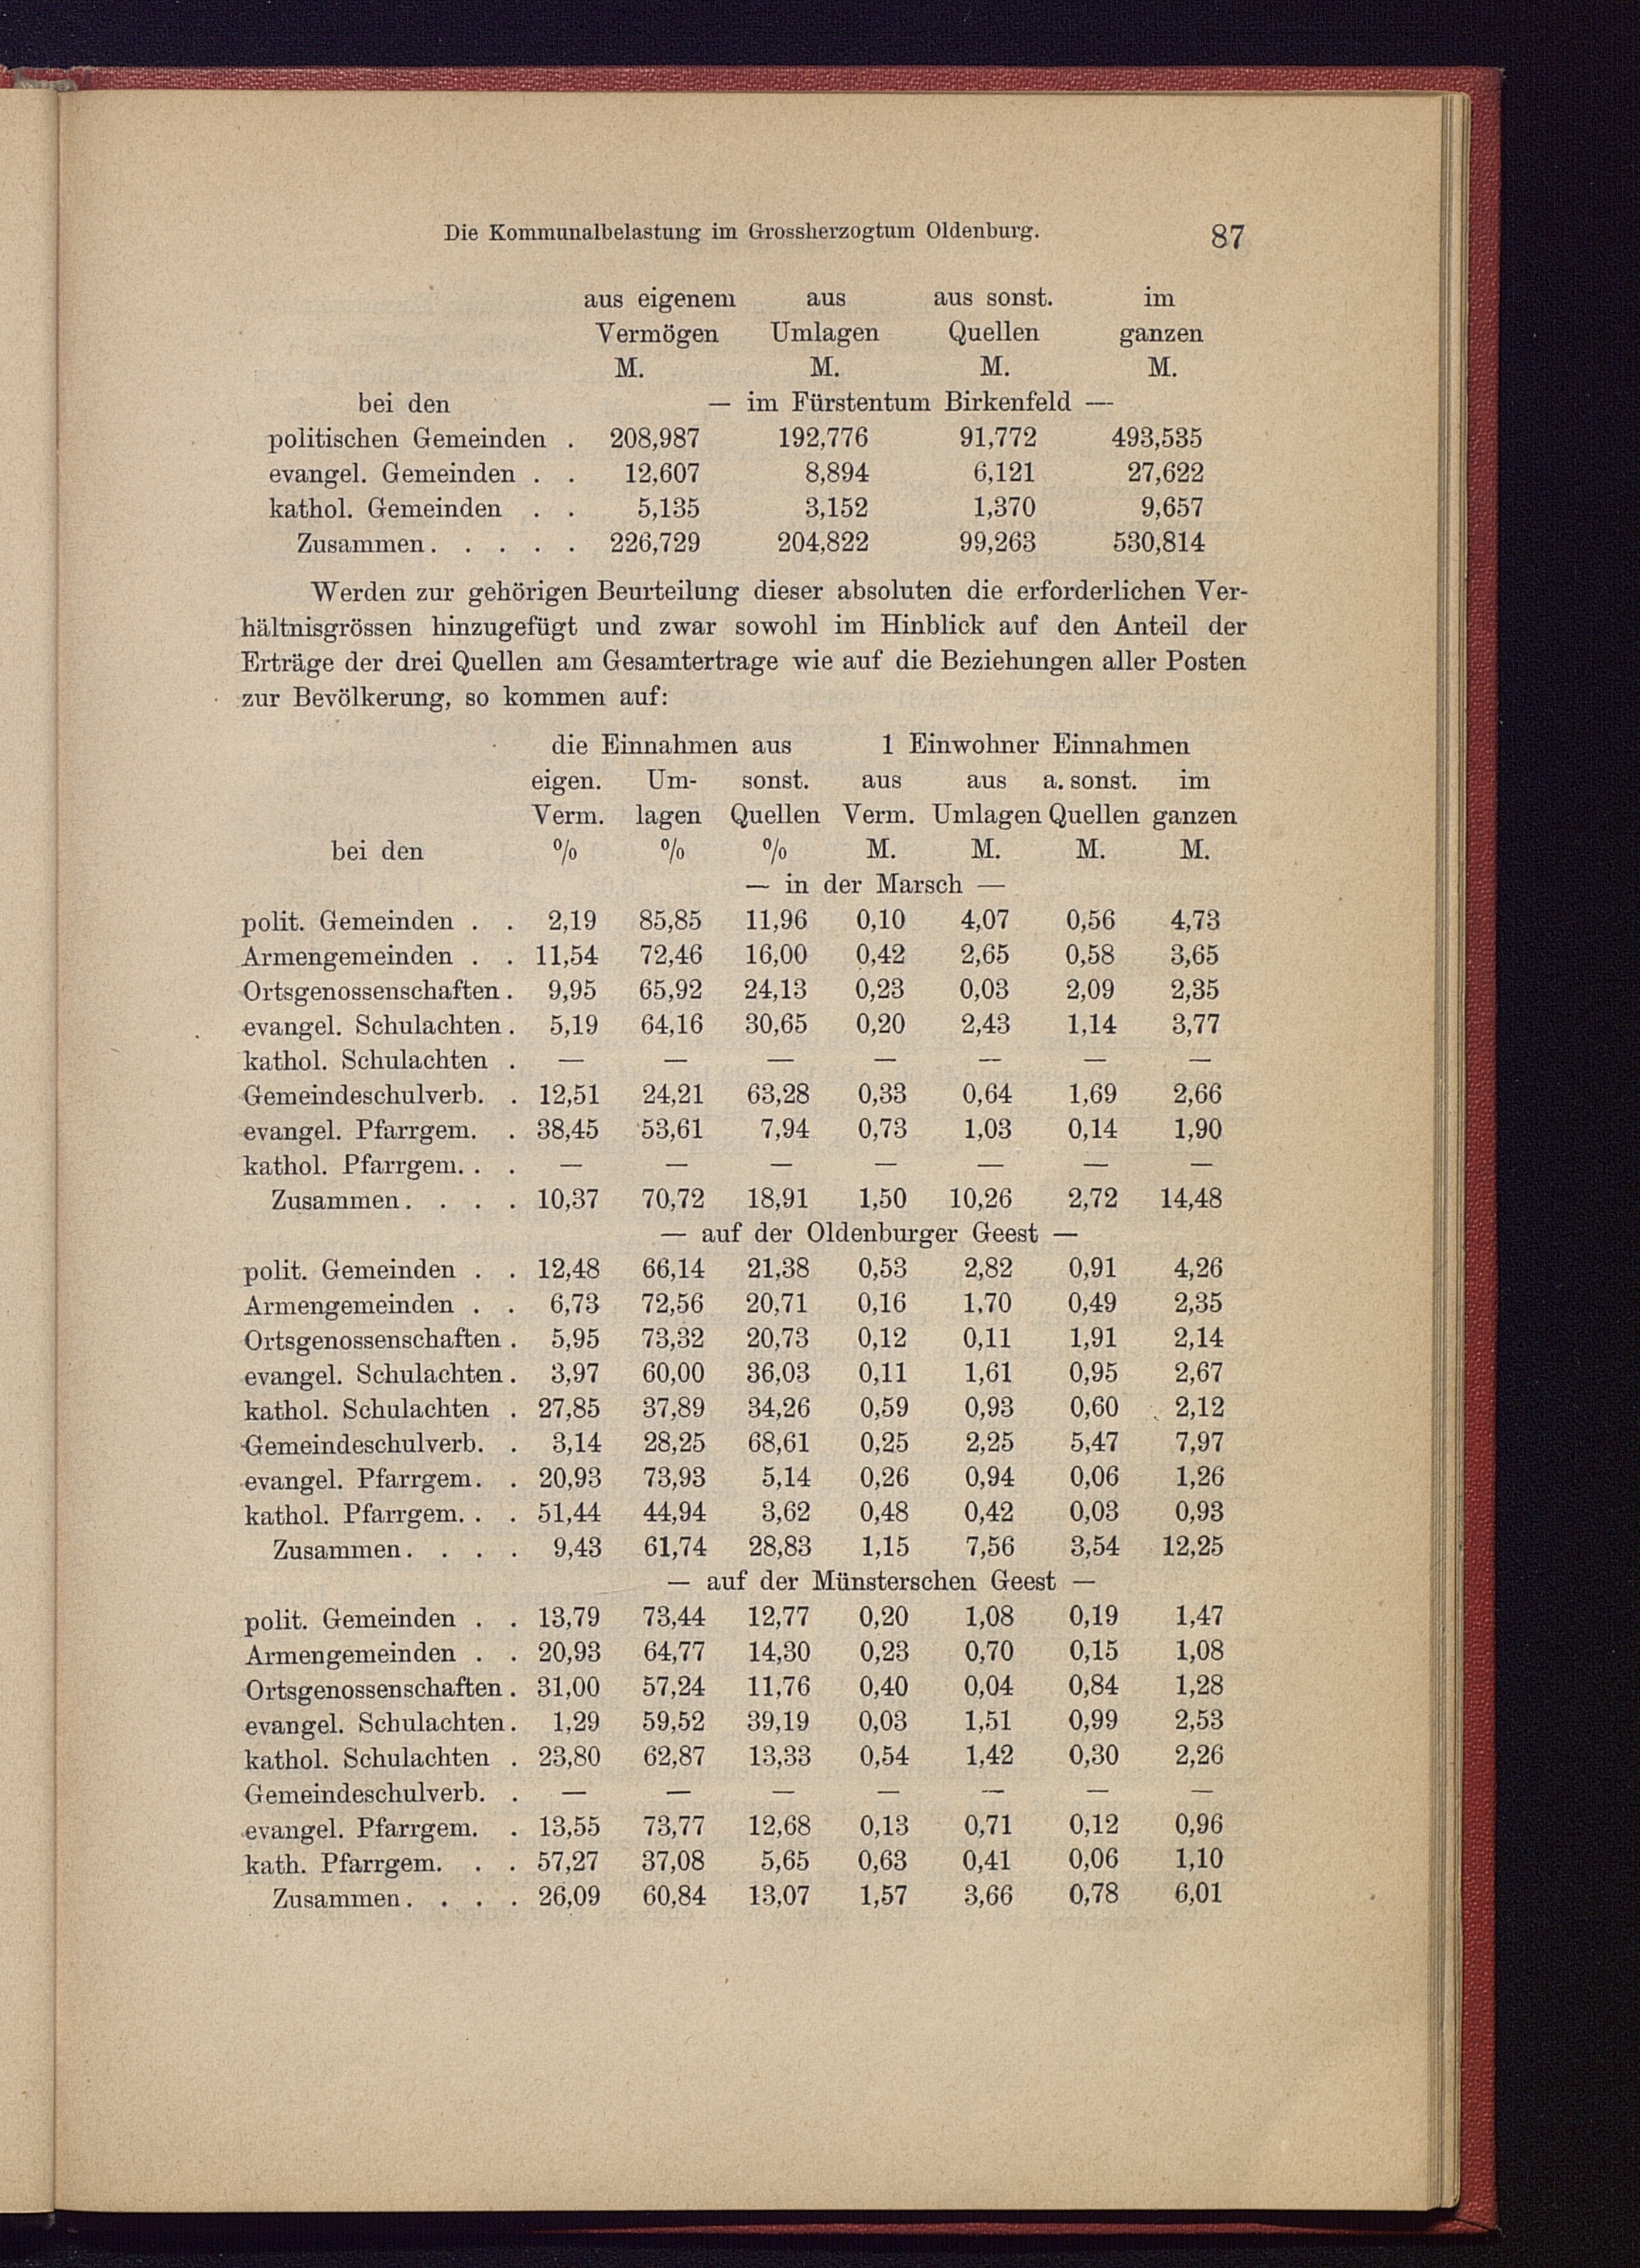 Die Kommunalbelastung im Grossherzogtum Oldenburg. 87
aus eigenem aus aus sonst. im
Vermögen Umlagen Quellen ganzen
M. M. M. M.
bei den — im Fürstentum Birkenfeld —
politischen Gemeinden . 208,987 192,776 91,772 493,535
evangel. Gemeinden . . 12,607 8,894 6,121 27,622
kathol. Gemeinden . . 5,135 3,152 1,370 9,657
Zusammen . . . . . 226,729 204,822 99,263 530,814
Werden zur gehörigen Beurteilung dieser absoluten die erforderlichen Ver-
hältnisgrössen hinzugefügt und zwar sowohl im Hinblick auf den Anteil der
Erträge der drei Quellen am Gesamtertrage wie auf die Beziehungen aller Posten
zur Bevölkerung, so kommen auf:
die Einnahmen aus 1 Einwohner Einnahmen
eigen. Um- sonst. aus aus a. sonst. im
Verm. lagen Quellen Verm. Umlagen Quellen ganzen
bei den % % % M. M. M. M.
— in der Marsch —
polit. Gemeinden . . 2,19 85,85 11,96 0,10 4,07 0,56 4,73
Armengemeinden . . 11,54 72,46 16,00 0,42 2,65 0,58 3,65
Ortsgenossenschaften . 9,95 65,92 24,13 0,23 0,03 2,09 2,35
evangel. Schulachten . 5,19 64,16 30,65 0,20 2,43 1,14 3,77
kathol. Schulachten . — — — — — — —
Gemeindeschulverb. . 12,51 24,21 63,28 0,33 0,64 1,69 2,66
evangel. Pfarrgem. . 38,45 53,61 7,94 0,73 1,03 0,14 1,90
kathol. Pfarrgem. . . — — — — — — —
Zusammen . . . . 10,37 70,72 18,91 1,50 10,26 2,72 14,48
— auf der Oldenburger Geest —
polit. Gemeinden . . 12,48 66,14 21,38 0,53 2,82 0,91 4,26
Armengemeinden . . 6,73 72,56 20,71 0,16 1,70 0,49 2,35
Ortsgenossenschaften . 5,95 73,32 20,73 0,12 0,11 1,91 2,14
evangel. Schulachten . 3,97 60,00 36,03 0,11 1,61 0,95 2,67
kathol. Schulachten . 27,85 37,89 34,26 0,59 0,93 0,60 2,12
Gemeindeschulverb. . 3,14 28,25 68,61 0,25 2,25 5,47 7,97
evangel. Pfarrgem. . 20,93 73,93 5,14 0,26 0,94 0,06 1,26
kathol. Pfarrgem. . . 51,44 44,94 3,62 0,48 0,42 0,03 0,93
Zusammen . . . . 9,43 61,74 28,83 1,15 7,56 3,54 12,25
— auf der Münsterschen Geest —
polit. Gemeinden . . 13,79 73,44 12,77 0,20 1,08 0,19 1,47
Armengemeinden . . 20,93 64,77 14,30 0,23 0,70 0,15 1,08
Ortsgenossenschaften . 31,00 57,24 11,76 0,40 0,04 0,84 1,28
evangel. Schulachten . 1,29 59,52 39,19 0,03 1,51 0,99 2,53
kathol. Schulachten . 23,80 62,87 13,33 0,54 1,42 0,30 2,26
Gemeindeschulverb. . — — — — — — —
evangel. Pfarrgem. . 13,55 73,77 12,68 0,13 0,71 0,12 0,96
kath. Pfarrgem. . . 57,27 37,08 5,65 0,63 0,41 0,06 1,10
Zusammen . . . . 26,09 60,84 13,07 1,57 3,66 0,78 6,01